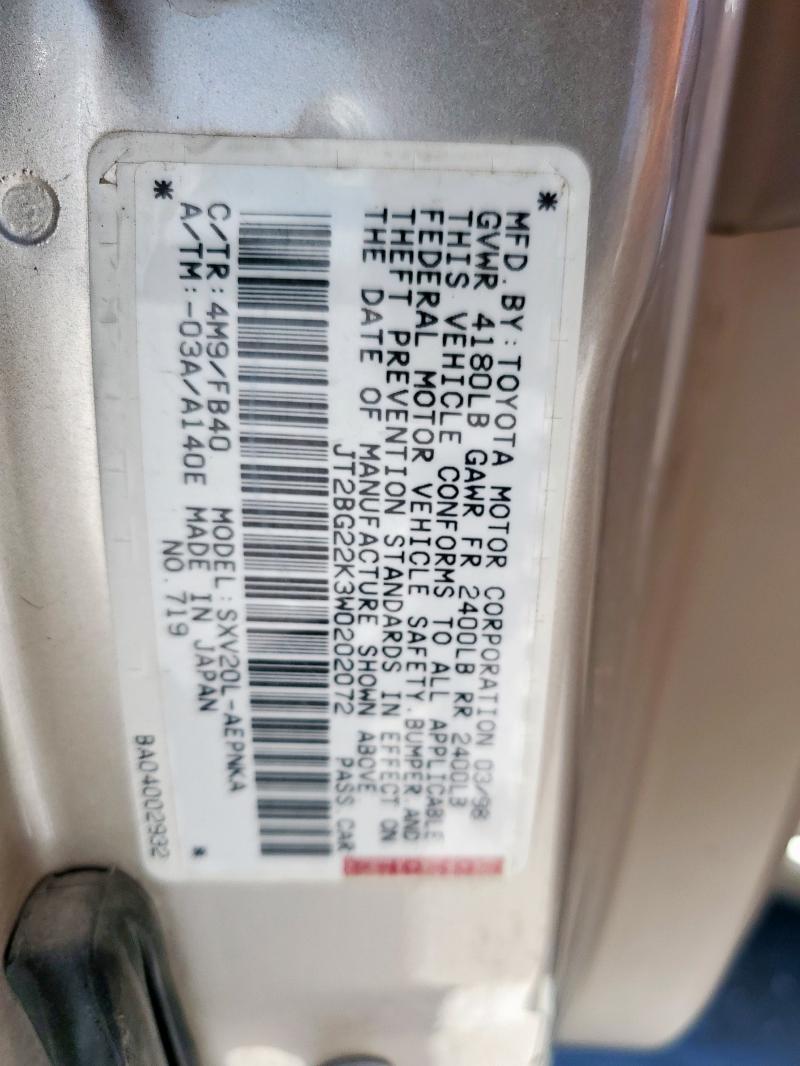 MFD.BY:TOYOTA MOTOR CORPORATION 03/98
GVWR 4180LB GAWR FR 2400LB RR 2400LB
THIS VEHICLE CONFORMS TO ALL APPLICABLE
FEDERAL MOTOR VEHICLE SAFETY.BUMPER.AND
THEFT PREVENTION STANDARDS IN EFFECT ON
THE DATE OF MANUFACTURE SHOWN ABOVE
JT2BG22K3W0202072 PASS.CAR
C/TR:4M9/FB40 MODEL:SXV20L-AEPNKA
A/TM:-03A/A140E MADE IN JAPAN
NO.719
BA04002932